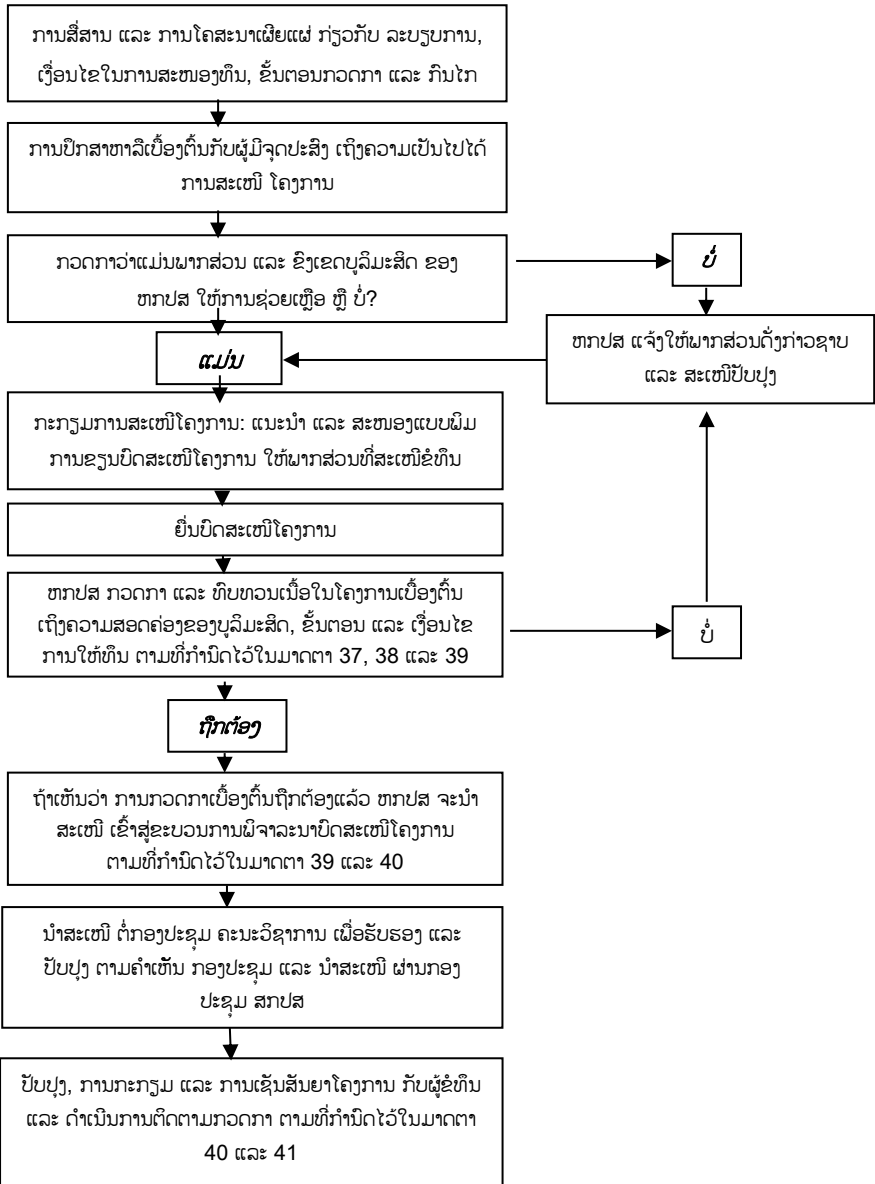 ການສື່ສານ ແລະ ການໂຄສະນາເຜີຍແຜ່ ກ່ຽວກັບ ລະບຽບການ,
ເງື່ອນໄຂໃນການສະໜອງທຶນ, ຂັ້ນຕອນກວດກາ ແລະ ກົນໄກ
ການປຶກສາຫາລືເບື້ອງຕົ້ນກັບຜູ້ມີຈຸດປະສົງ ເຖິງຄວາມເປັນໄປໄດ້
ການສະເໜີ ໂຄງການ
ກວດກາວ່າແມ່ນພາກສ່ວນ ແລະ ຂົງເຂດບູລິມະສິດ ຂອງ
ຫກປສ ໃຫ້ການຊ່ວຍເຫຼືອ ຫຼື ບໍ່?
ບໍ່
ຫກປສ ແຈ້ງໃຫ້ພາກສ່ວນດັ່ງກ່າວຊາບ
ແລະ ສະເໜີປັບປຸງ
ແມ່ນ
ກະກຽມການສະເໜີໂຄງການ: ແນະນຳ ແລະ ສະໜອງແບບພິມ
ການຂຽນບົດສະເໜີໂຄງການ ໃຫ້ພາກສ່ວນທີ່ສະເໜີຂໍທຶນ
ຍື່ນບົດສະເໜີໂຄງການ
ຫກປສ ກວດກາ ແລະ ທົບທວນເນື້ອໃນໂຄງການເບື້ອງຕົ້ນ
ເຖິງຄວາມສອດຄ່ອງຂອງບູລິມະສິດ, ຂັ້ນຕອນ ແລະ ເງື່ອນໄຂ
ການໃຫ້ທຶນ ຕາມທີ່ກຳນົດໄວ້ໃນມາດຕາ 37, 38 ແລະ 39
ບໍ່
ຖືກຕ້ອງ
ຖ້າເຫັນວ່າ ການກວດກາເບື້ອງຕົ້ນຖືກຕ້ອງແລ້ວ ຫກປສ ຈະນຳ
ສະເໜີ ເຂົ້າສູ່ຂະບວນການພິຈາລະນາບົດສະເໜີໂຄງການ
ຕາມທີ່ກຳນົດໄວ້ໃນມາດຕາ 39 ແລະ 40
ນຳສະເໜີ ຕໍ່ກອງປະຊຸມ ຄະນະວິຊາການ ເພື່ອຮັບຮອງ ແລະ
ປັບປຸງ ຕາມຄຳເຫັນ ກອງປະຊຸມ ແລະ ນຳສະເໜີ ຜ່ານກອງ
ປະຊຸມ ສກປສ
ປັບປຸງ, ການກະກຽມ ແລະ ການເຊັນສັນຍາໂຄງການ ກັບຜູ້ຂໍທຶນ
ແລະ ດຳເນີນການຕິດຕາມກວດກາ ຕາມທີ່ກຳນົດໄວ້ໃນມາດຕາ
40 ແລະ 41